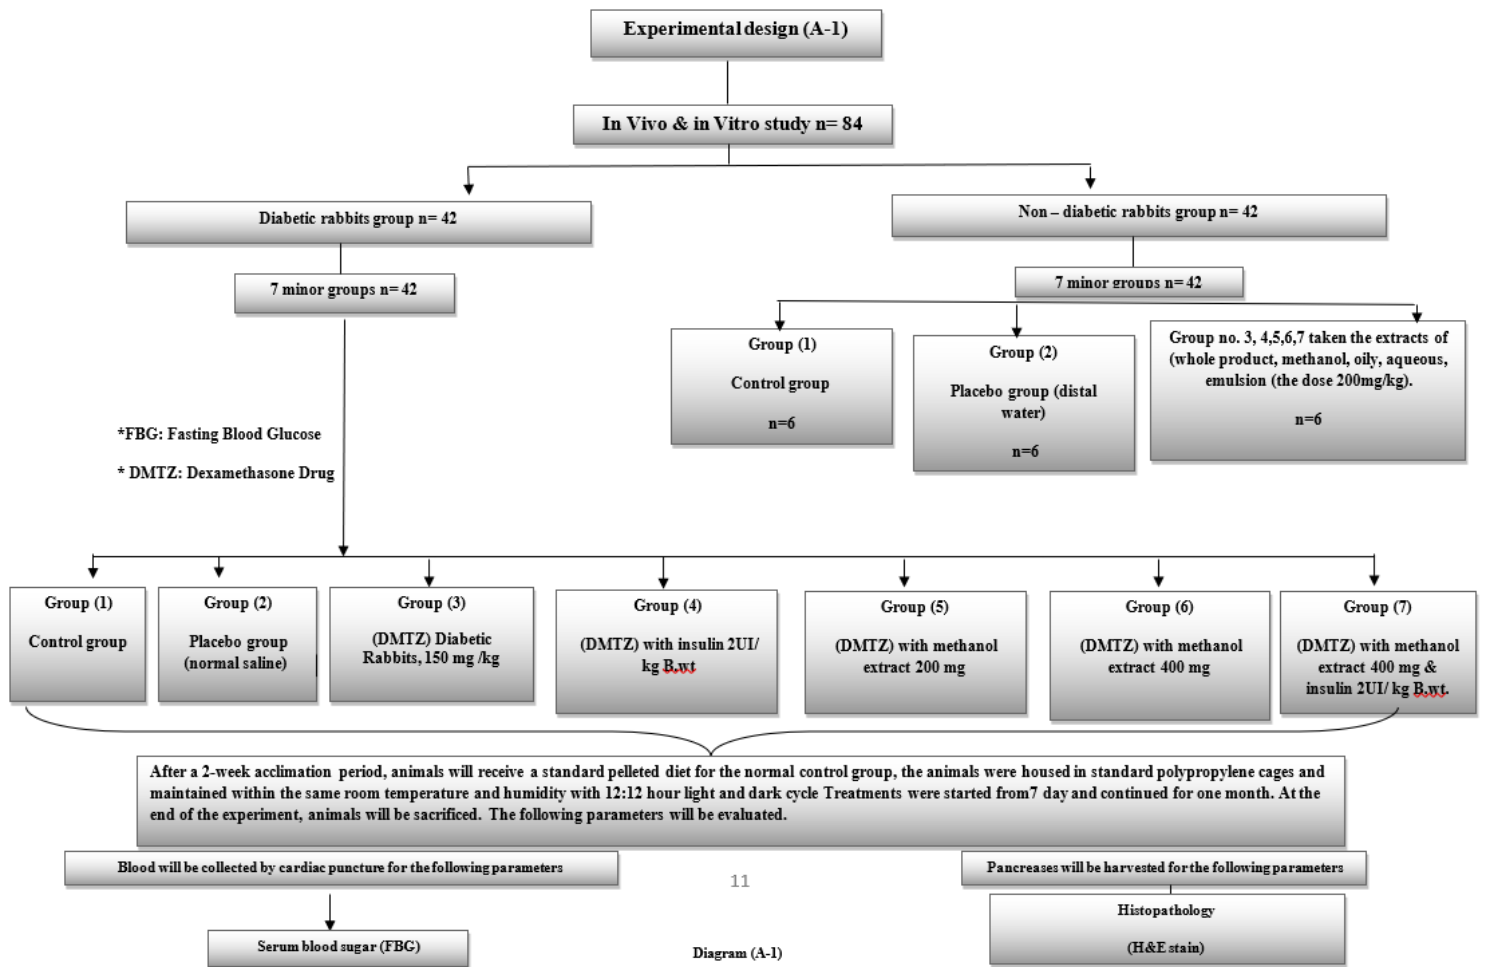 Experimental design (A-1)
In Vivo & in Vitro study n= 84
Diabetic rabbits group n= 42
Non – diabetic rabbits group n= 42
7 minor groups n= 42
7 minor groups n= 42
Group (1)
Control group
n=6
Group (2)
Placebo group (distal
water)
n=6
Group no. 3, 4,5,6,7 taken the extracts of
(whole product, methanol, oily, aqueous,
emulsion (the dose 200mg/kg).
n=6
*FBG: Fasting Blood Glucose
* DMTZ: Dexamethasone Drug
Group (1)
Control group
Group (2)
Placebo group
(normal saline)
Group (3)
(DMTZ) Diabetic
Rabbits, 150 mg /kg
Group (4)
(DMTZ) with insulin 2UI/
kg B.wt
Group (5)
(DMTZ) with methanol
extract 200 mg
Group (6)
(DMTZ) with methanol
extract 400 mg
Group (7)
(DMTZ) with methanol
extract 400 mg &
insulin 2UI/ kg B.wt.
After a 2-week acclimation period, animals will receive a standard pelleted diet for the normal control group, the animals were housed in standard polypropylene cages and
maintained within the same room temperature and humidity with 12:12 hour light and dark cycle Treatments were started from7 day and continued for one month. At the
end of the experiment, animals will be sacrificed. The following parameters will be evaluated.
Blood will be collected by cardiac puncture for the following parameters
Pancreases will be harvested for the following parameters
11
Histopathology
(H&E stain)
Serum blood sugar (FBG)
Diagram (A-1)